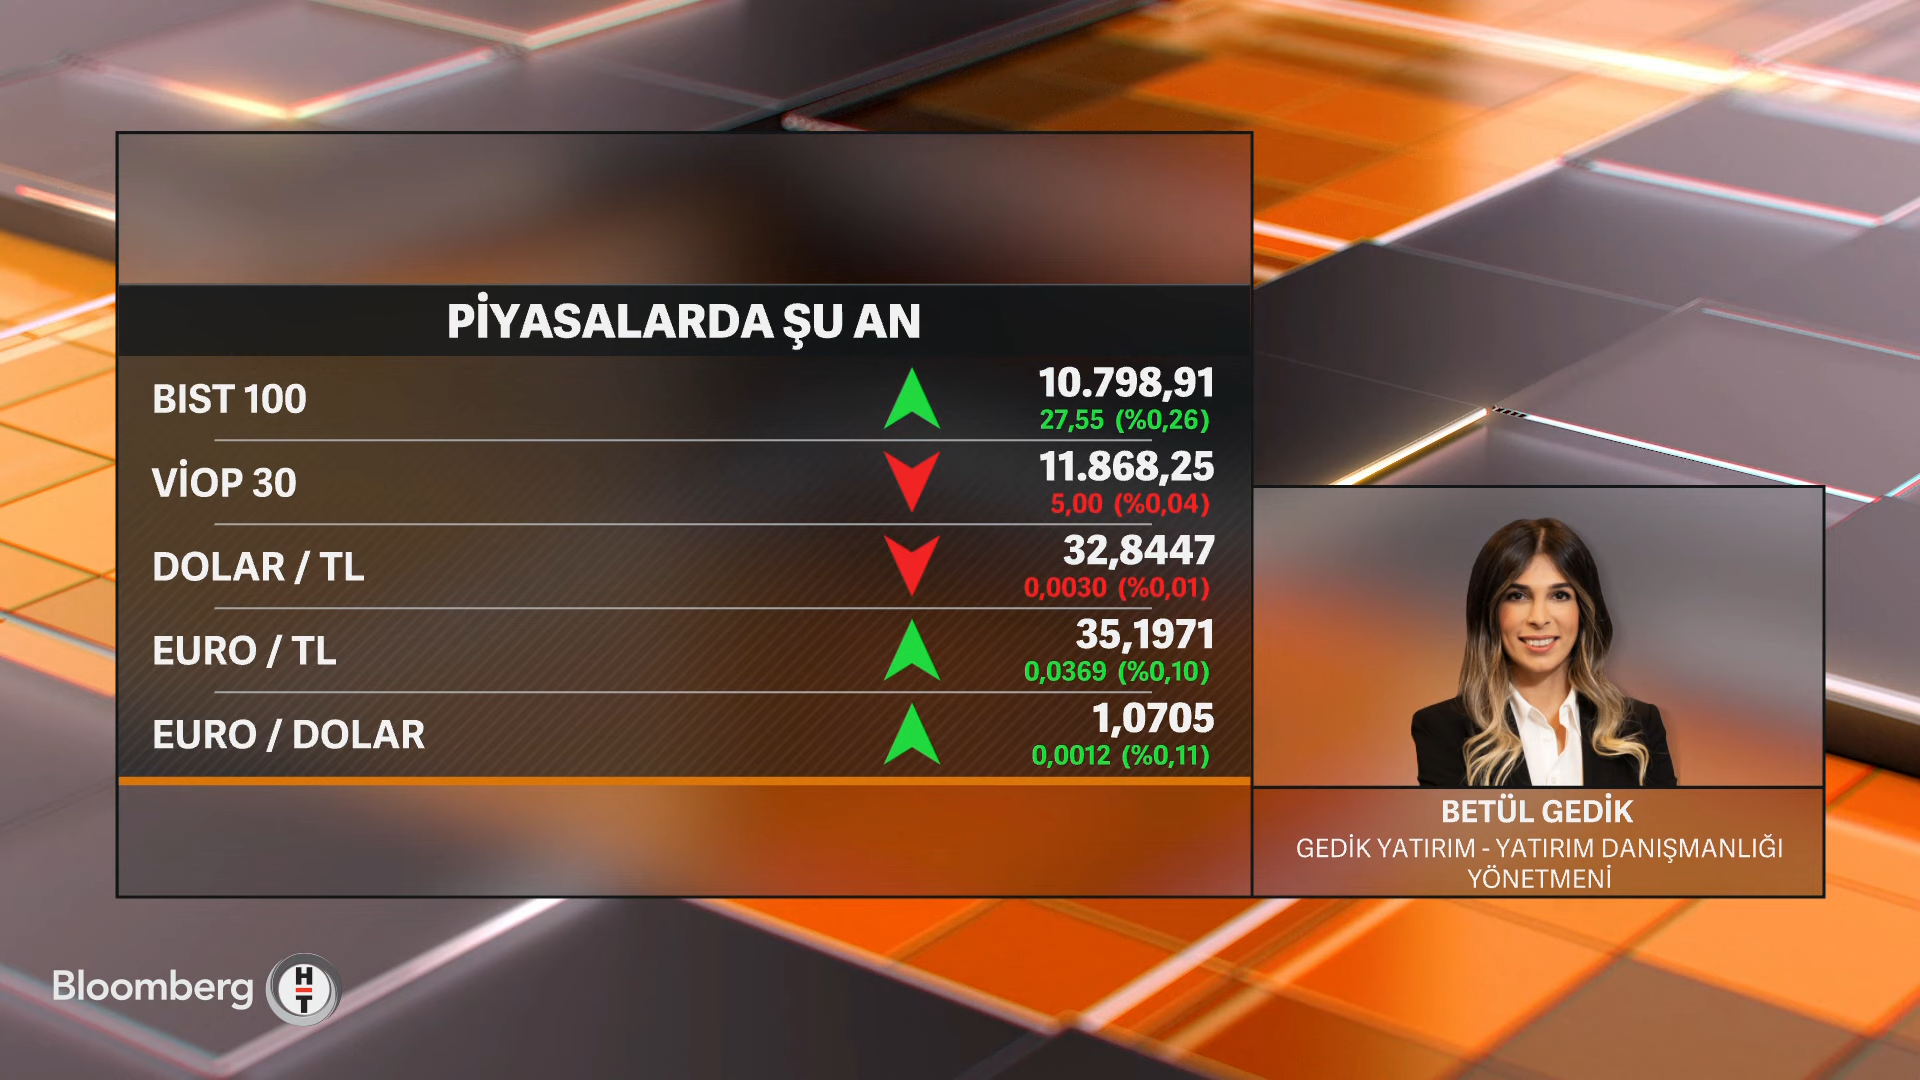 PİYASALARDA ŞU AN
BIST 100
10.798,91
27,55 (%0,26)
VİOP 30
11.868,25
5,00 (%0,04)
DOLAR / TL
32,8447
0,0030 (%0,01)
EURO / TL
35,1971
0,0369 (%0,10)
EURO / DOLAR
1,0705
0,0012 (%0,11)
BETÜL GEDİK
GEDİK YATIRIM - YATIRIM DANIŞMANLIĞI
YÖNETMENİ
Bloomberg HT